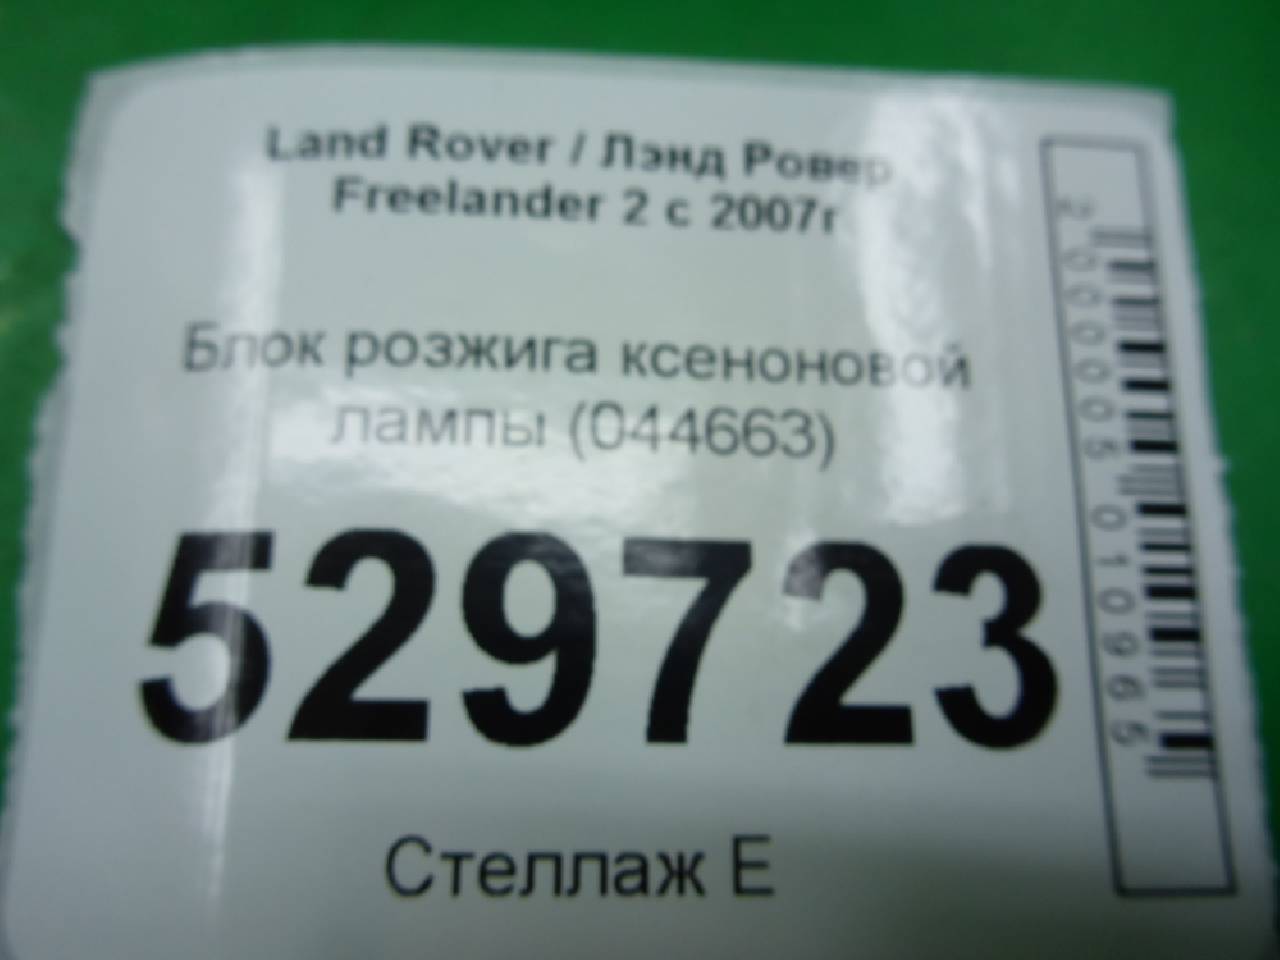 Land Rover / Лэнд Ровер
Freelander 2 с 2007г
Блок розжига ксеноновой
лампы (044663)
529723
Стеллаж Е
2000005010965